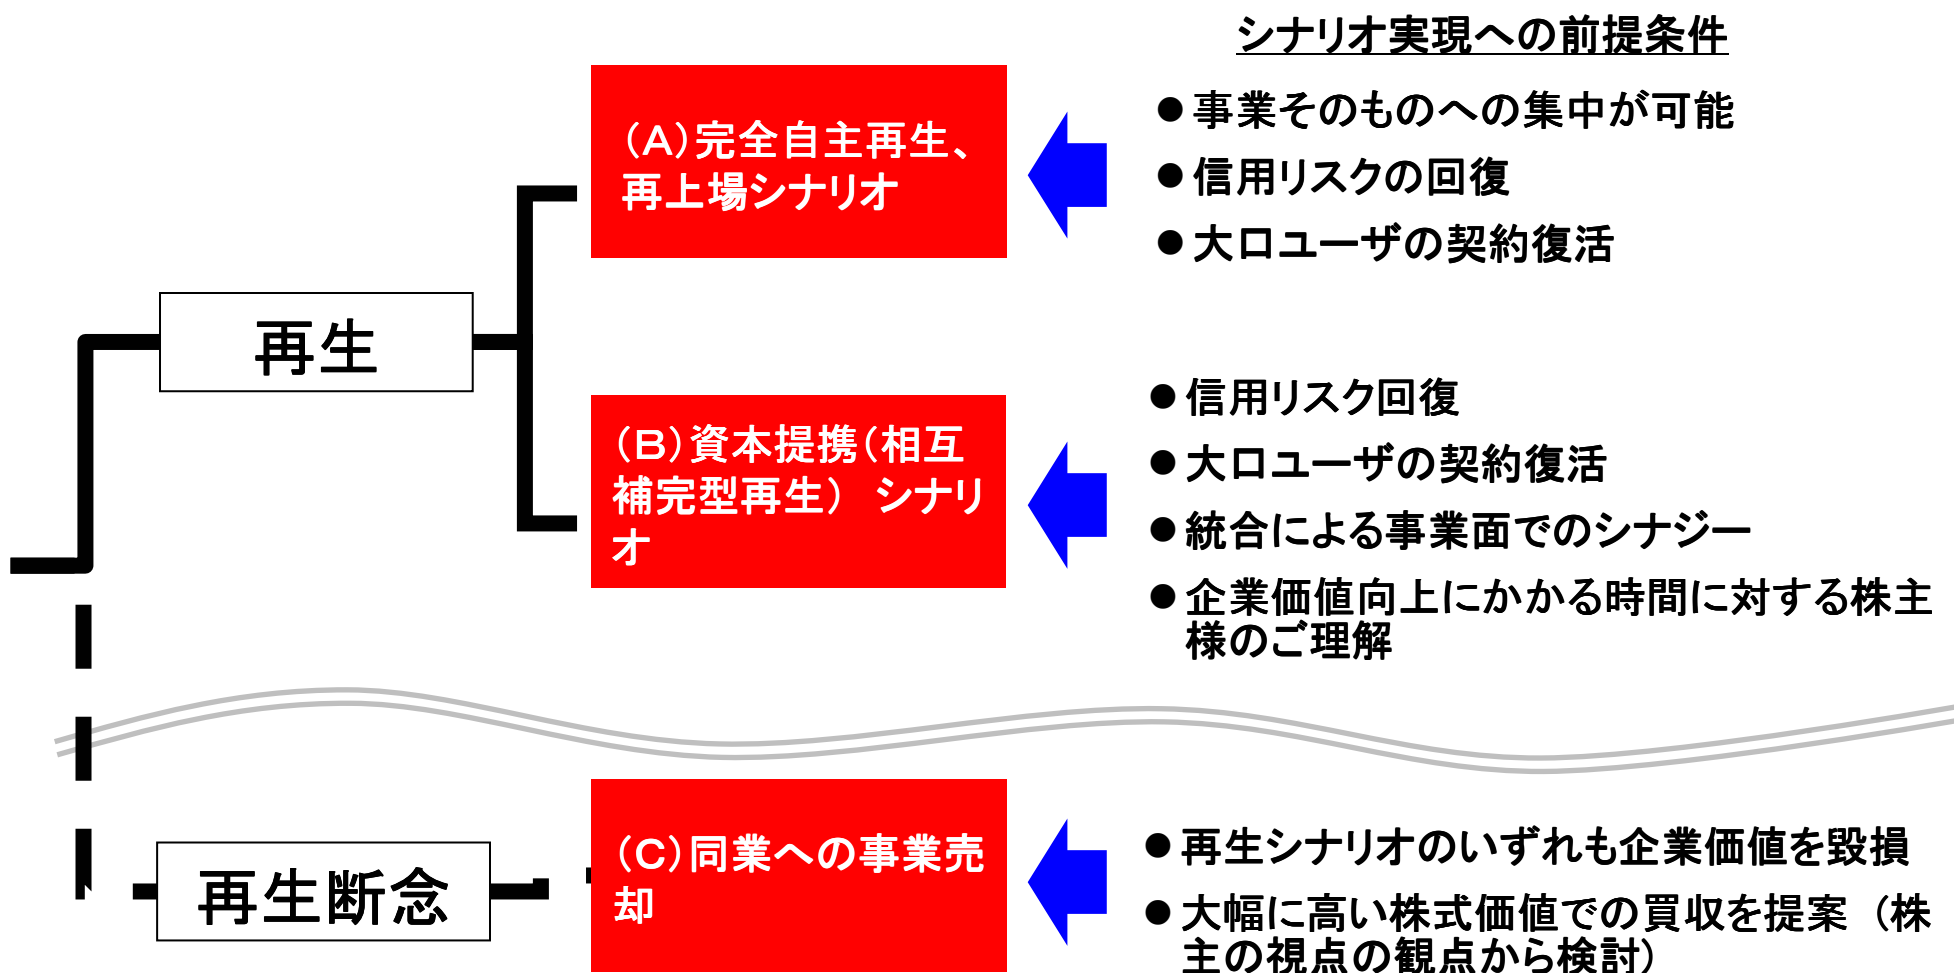 シナリオ実現への前提条件
(A)完全自主再生、
再上場シナリオ
●事業そのものへの集中が可能
●信用リスクの回復
●大口ユーザの契約復活
再生
(B)資本提携(相互
補完型再生) シナリ
オ
●信用リスク回復
●大口ユーザの契約復活
●統合による事業面でのシナジー
●企業価値向上にかかる時間に対する株主
様のご理解
再生断念
(C)同業への事業売
却
●再生シナリオのいずれも企業価値を毀損
●大幅に高い株式価値での買収を提案 (株
主の視点の観点から検討)